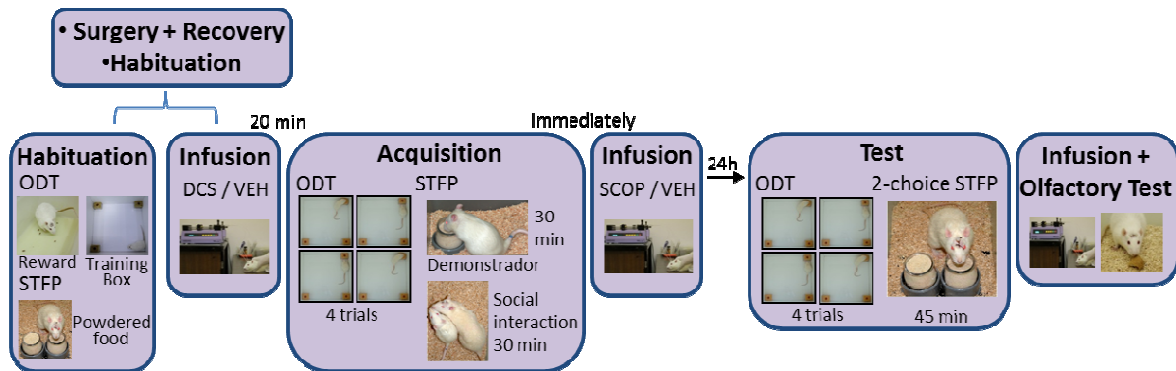 • Surgery + Recovery
•Habituation
Habituation
ODT
Reward
Training
Box
STFP
Powdered
food
Infusion
DCS / VEH
20 min
Acquisition
ODT
4 trials
STFP
30
min
Demonstrador
Social
interaction
30 min
Immediately
Infusion
SCOP / VEH
24h
Test
ODT
4 trials
2-choice STFP
45 min
Infusion +
Olfactory Test